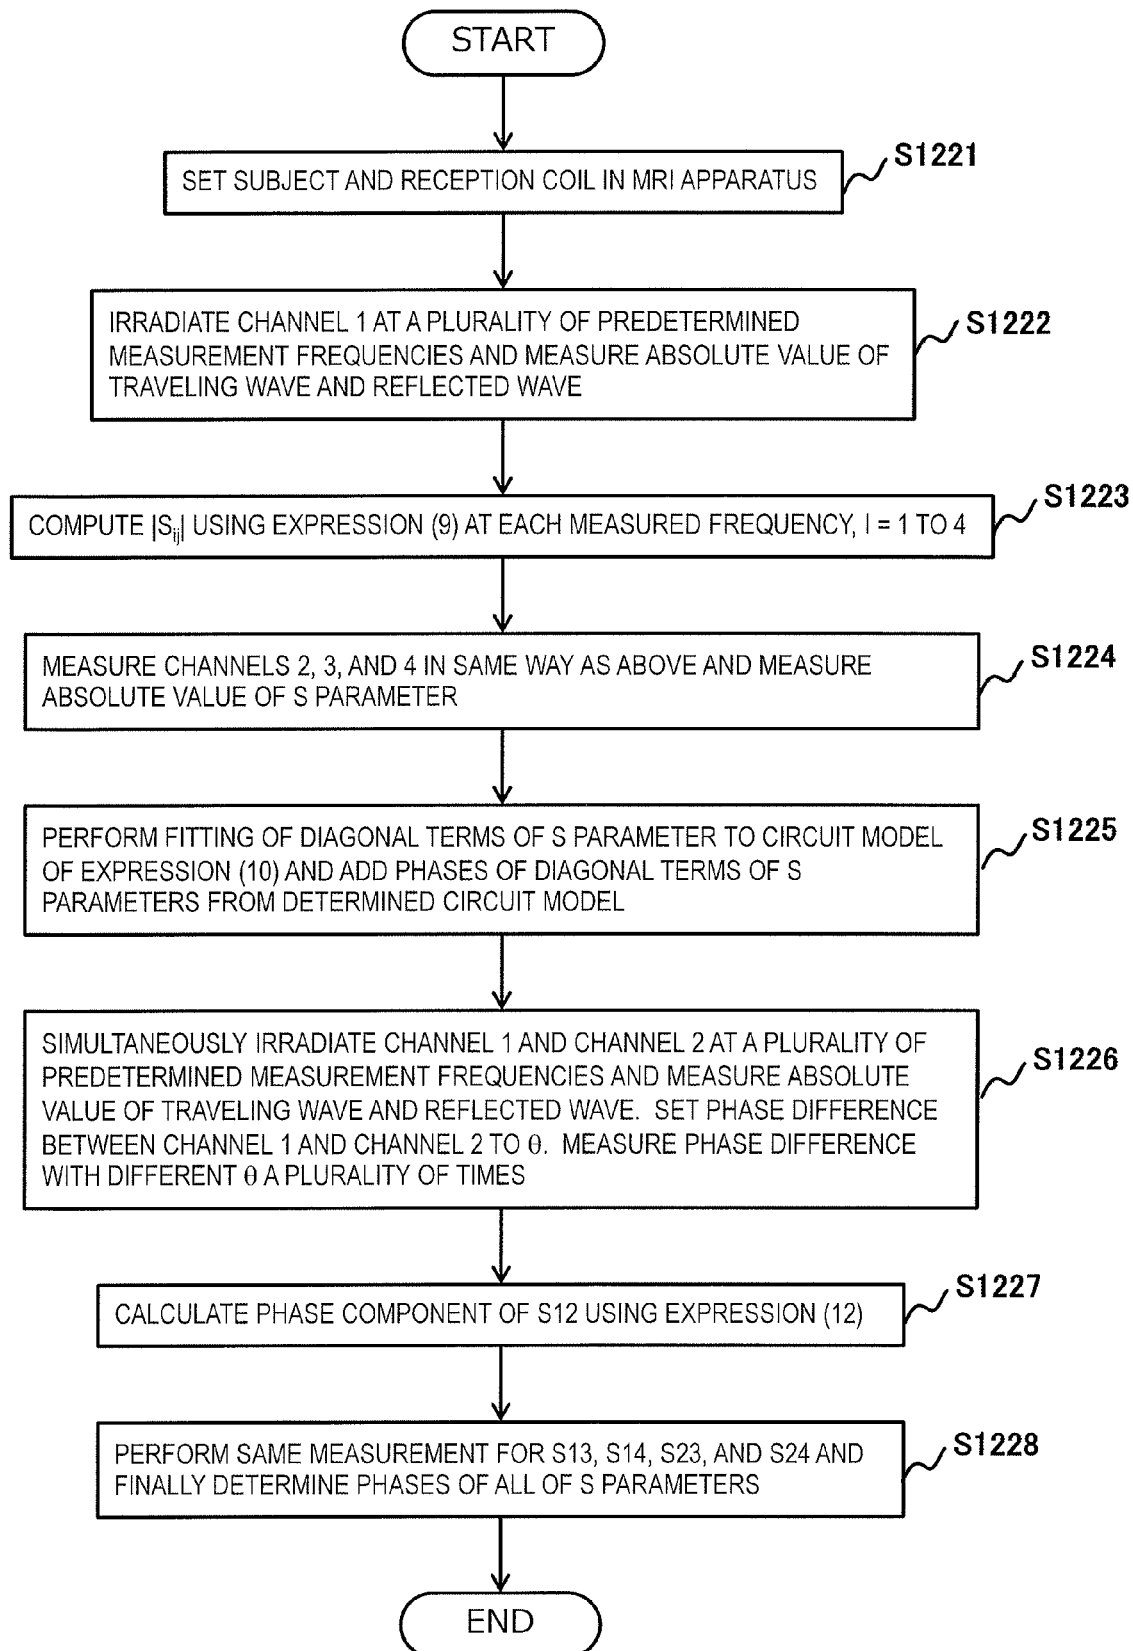 START
S1221
SET SUBJECT AND RECEPTION COIL IN MRI APPARATUS
S1222
IRRADIATE CHANNEL 1 AT A PLURALITY OF PREDETERMINED
MEASUREMENT FREQUENCIES AND MEASURE ABSOLUTE VALUE OF
TRAVELING WAVE AND REFLECTED WAVE
S1223
COMPUTE |Sij| USING EXPRESSION (9) AT EACH MEASURED FREQUENCY, I = 1 TO 4
S1224
MEASURE CHANNELS 2, 3, AND 4 IN SAME WAY AS ABOVE AND MEASURE
ABSOLUTE VALUE OF S PARAMETER
S1225
PERFORM FITTING OF DIAGONAL TERMS OF S PARAMETER TO CIRCUIT MODEL
OF EXPRESSION (10) AND ADD PHASES OF DIAGONAL TERMS OF S
PARAMETERS FROM DETERMINED CIRCUIT MODEL
S1226
SIMULTANEOUSLY IRRADIATE CHANNEL 1 AND CHANNEL 2 AT A PLURALITY OF
PREDETERMINED MEASUREMENT FREQUENCIES AND MEASURE ABSOLUTE
VALUE OF TRAVELING WAVE AND REFLECTED WAVE. SET PHASE DIFFERENCE
BETWEEN CHANNEL 1 AND CHANNEL 2 TO θ. MEASURE PHASE DIFFERENCE
WITH DIFFERENT θ A PLURALITY OF TIMES
S1227
CALCULATE PHASE COMPONENT OF S12 USING EXPRESSION (12)
S1228
PERFORM SAME MEASUREMENT FOR S13, S14, S23, AND S24 AND
FINALLY DETERMINE PHASES OF ALL OF S PARAMETERS
END